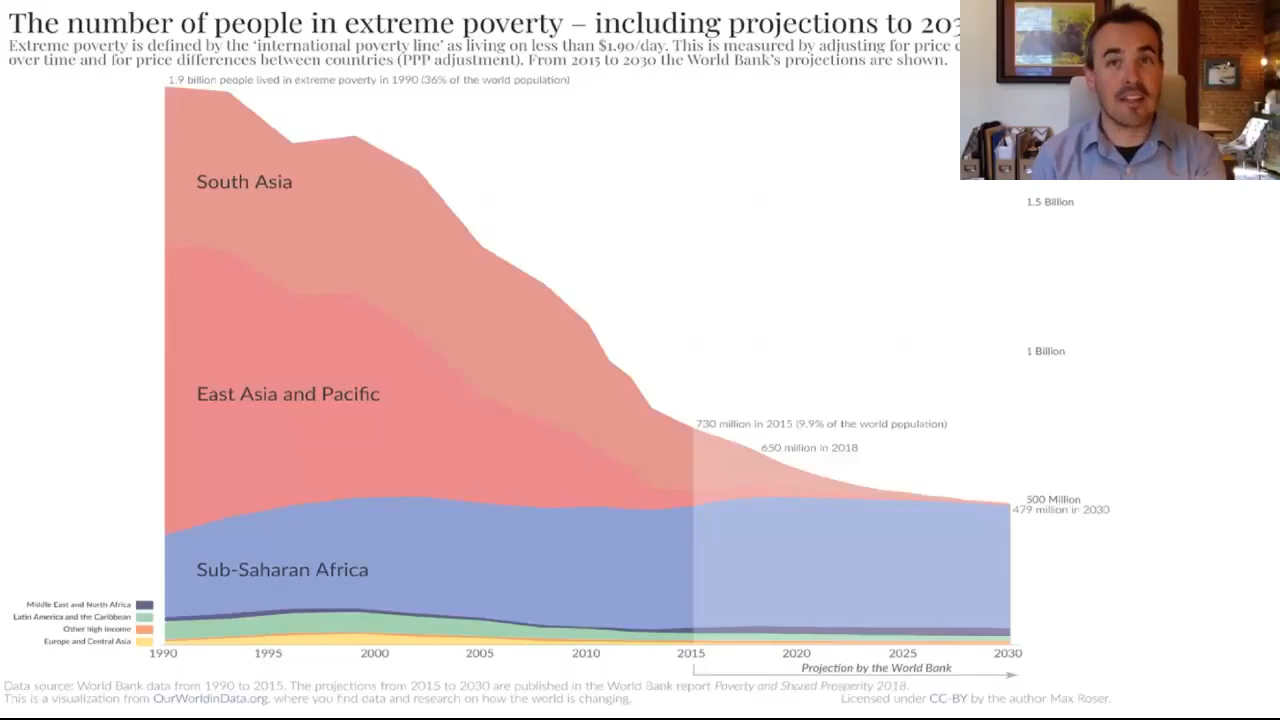 The number of people in extreme poverty – including projections to 203
Extreme poverty is defined by the 'international poverty line' as living on less than $1.90/day. This is measured by adjusting for price
over time and for price differences between countries (PPP adjustment). From 2015 to 2030 the World Bank's projections are shown.
1.9 billion people lived in extreme poverty in 1990 (36% of the world population)
South Asia
1.5 Billion
1 Billion
East Asia and Pacific
730 million in 2015 (9.9% of the world population)
650 million in 2018
500 Million
479 million in 2030
Sub-Saharan Africa
Middle East and North Africa
Latin America and the Caribbean
Other high Income
Europe and Central Asia
1990 1995 2000 2005 2010 2015 2020 2025 2030
Projection by the World Bank
Data source: World Bank data from 1990 to 2015. The projections from 2015 to 2030 are published in the World Bank report Poverty and Shared Prosperity 2018.
This is a visualization from OurWorldinData.org, where you find data and research on how the world is changing.
Licensed under CC-BY by the author Max Roser.